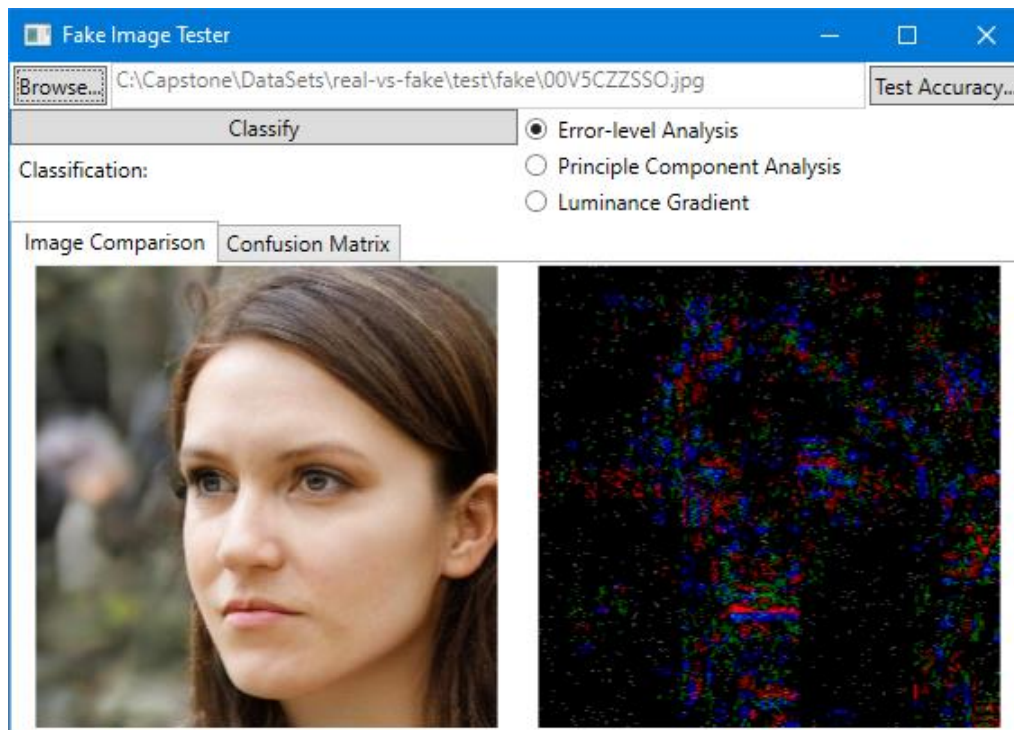 Fake Image Tester
Browse... C:\Capstone\DataSets\real-vs-fake\test\fake\00V5CZZSSO.jpg Test Accuracy...
Classify
Error-level Analysis
Classification:
Principle Component Analysis
Luminance Gradient
Image Comparison Confusion Matrix